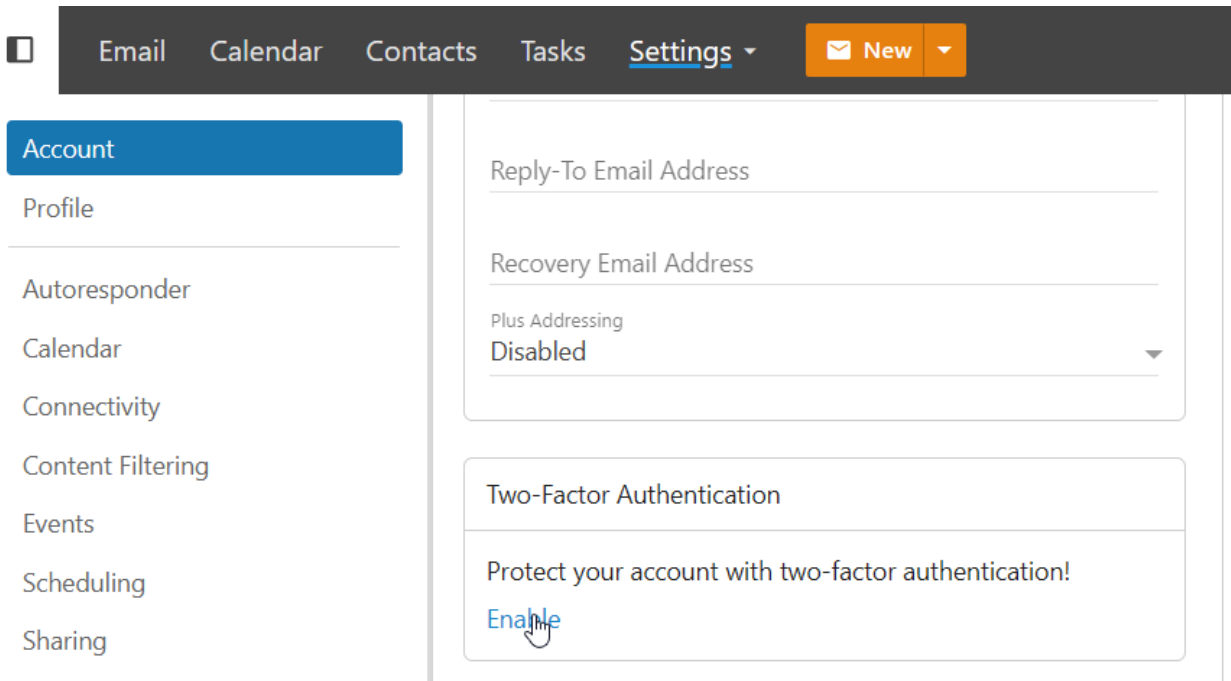 Email Calendar Contacts Tasks Settings New
Account
Profile
Autoresponder
Calendar
Connectivity
Content Filtering
Events
Scheduling
Sharing
Reply-To Email Address
Recovery Email Address
Plus Addressing
Disabled
Two-Factor Authentication
Protect your account with two-factor authentication!
Enable